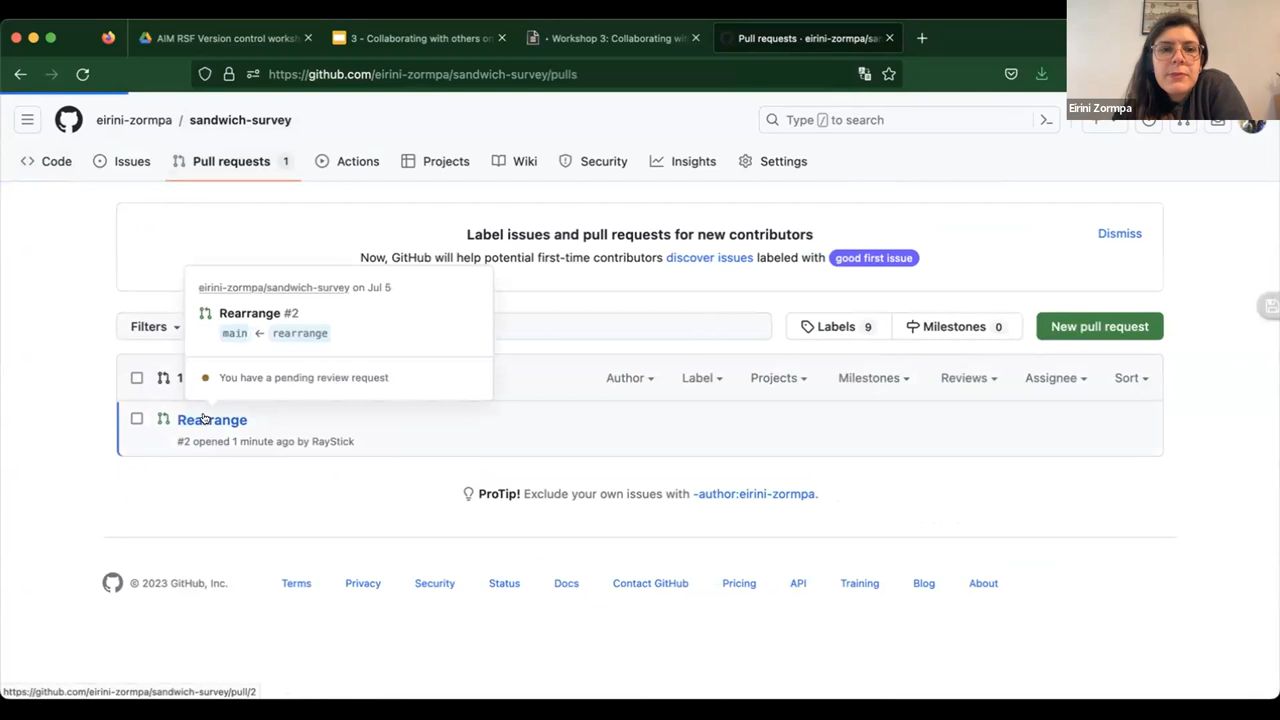 AIM RSF Version control works
3 - Collaborating with others on
Workshop 3: Collaborating wi
Pull requests · eirini-zormpa/sa
https://github.com/eirini-zormpa/sandwich-survey/pulls
Eirini Zormpa
eirini-zormpa / sandwich-survey
Type / to search
Code
Issues
Pull requests 1
Actions
Projects
Wiki
Security
Insights
Settings
Label issues and pull requests for new contributors
Dismiss
Now, GitHub will help potential first-time contributors discover issues labeled with good first issue
eirini-zormpa/sandwich-survey on Jul 5
Rearrange #2
main ← rearrange
You have a pending review request
Filters
Labels 9
Milestones 0
New pull request
1
Author
Label
Projects
Milestones
Reviews
Assignee
Sort
Rearrange
#2 opened 1 minute ago by RayStick
ProTip! Exclude your own issues with -author:eirini-zormpa.
© 2023 GitHub, Inc.
Terms
Privacy
Security
Status
Docs
Contact GitHub
Pricing
API
Training
Blog
About
https://github.com/eirini-zormpa/sandwich-survey/pull/2